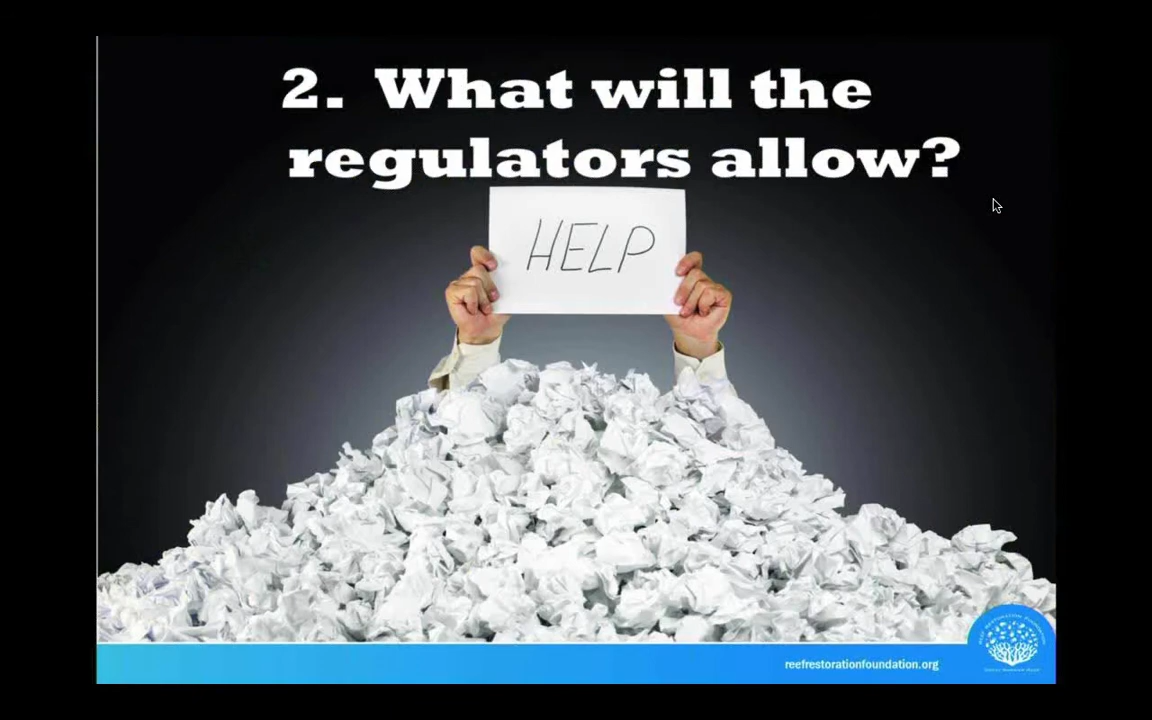 2. What will the
regulators allow?
HELP
reefrestorationfoundation.org